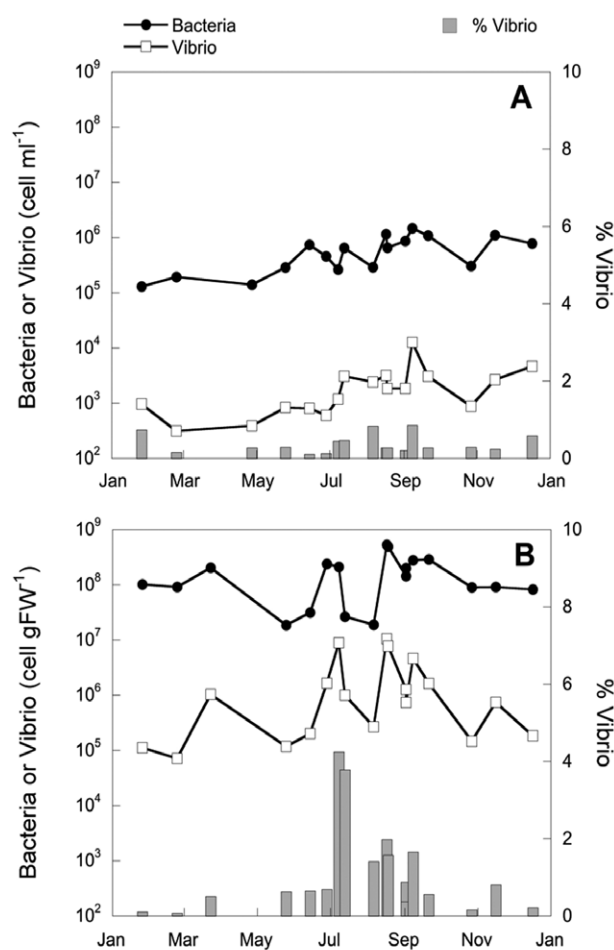 Bacteria
Vibrio
% Vibrio
A
Bacteria or Vibrio (cell ml⁻¹)
10⁹
10⁸
10⁷
10⁶
10⁵
10⁴
10³
10²
10
8
6
4
2
0
% Vibrio
Jan Mar May Jul Sep Nov Jan
B
Bacteria or Vibrio (cell gFW⁻¹)
10⁹
10⁸
10⁷
10⁶
10⁵
10⁴
10³
10²
10
8
6
4
2
0
% Vibrio
Jan Mar May Jul Sep Nov Jan